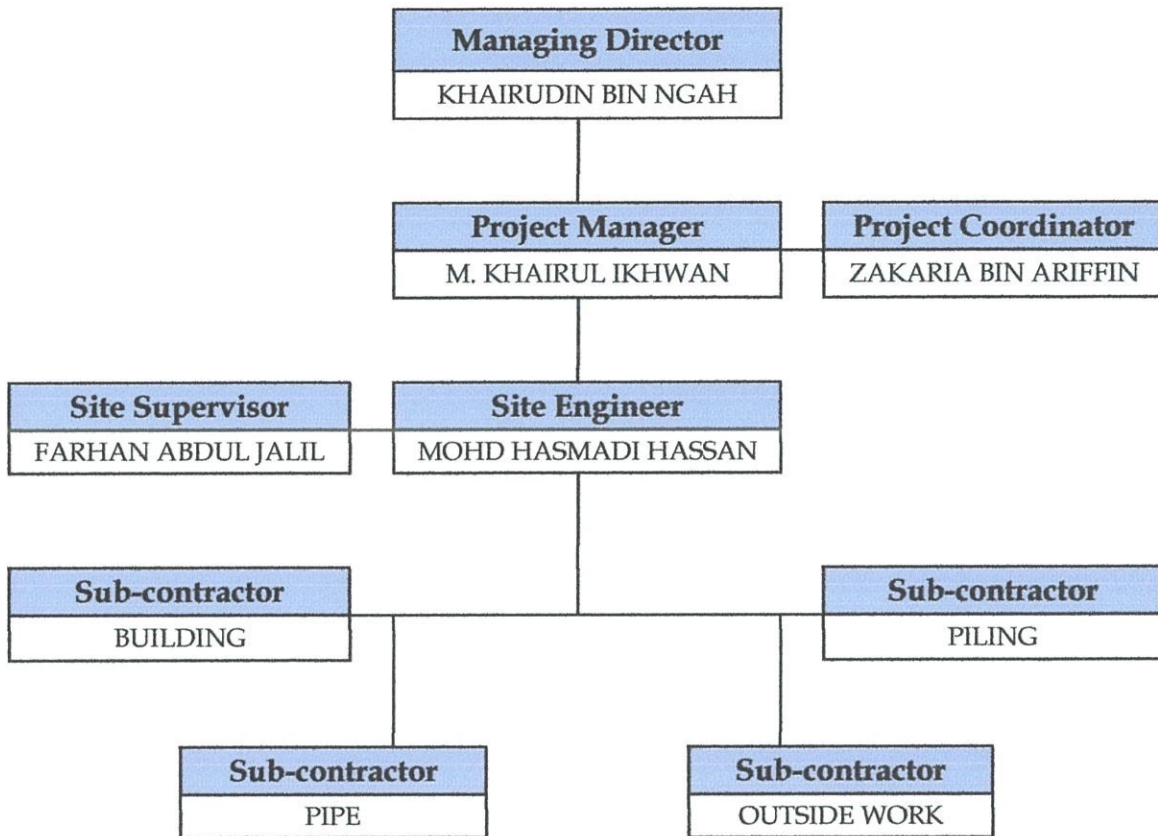 Managing Director
KHAIRUDIN BIN NGAH
Project Manager
M. KHAIRUL IKHWAN
Project Coordinator
ZAKARIA BIN ARIFFIN
Site Supervisor
FARHAN ABDUL JALIL
Site Engineer
MOHD HASMADI HASSAN
Sub-contractor
BUILDING
Sub-contractor
PILING
Sub-contractor
PIPE
Sub-contractor
OUTSIDE WORK